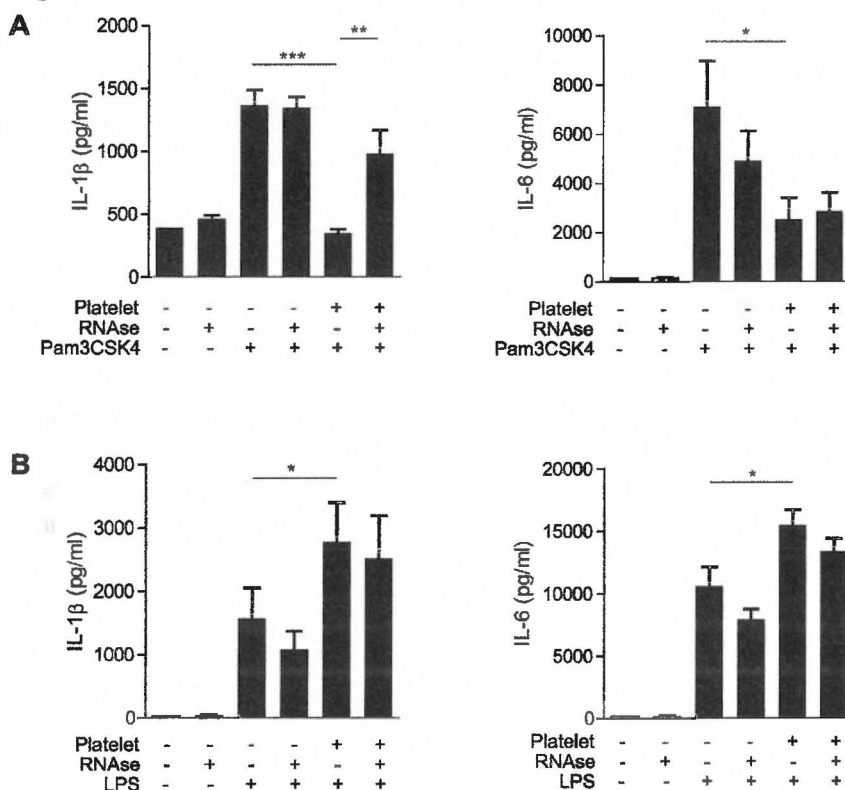 A
2000
1500
1000
500
0
IL-1β (pg/ml)
***
**
Platelet - - - - + +
RNAse - + - + - +
Pam3CSK4 - - + + + +
10000
8000
6000
4000
2000
0
IL-6 (pg/ml)
*
Platelet - - - - + +
RNAse - + - + - +
Pam3CSK4 - - + + + +
B
4000
3000
2000
1000
0
IL-1β (pg/ml)
*
Platelet - - - - + +
RNAse - + - + - +
LPS - - + + + +
20000
15000
10000
5000
0
IL-6 (pg/ml)
*
Platelet - - - - + +
RNAse - + - + - +
LPS - - + + + +